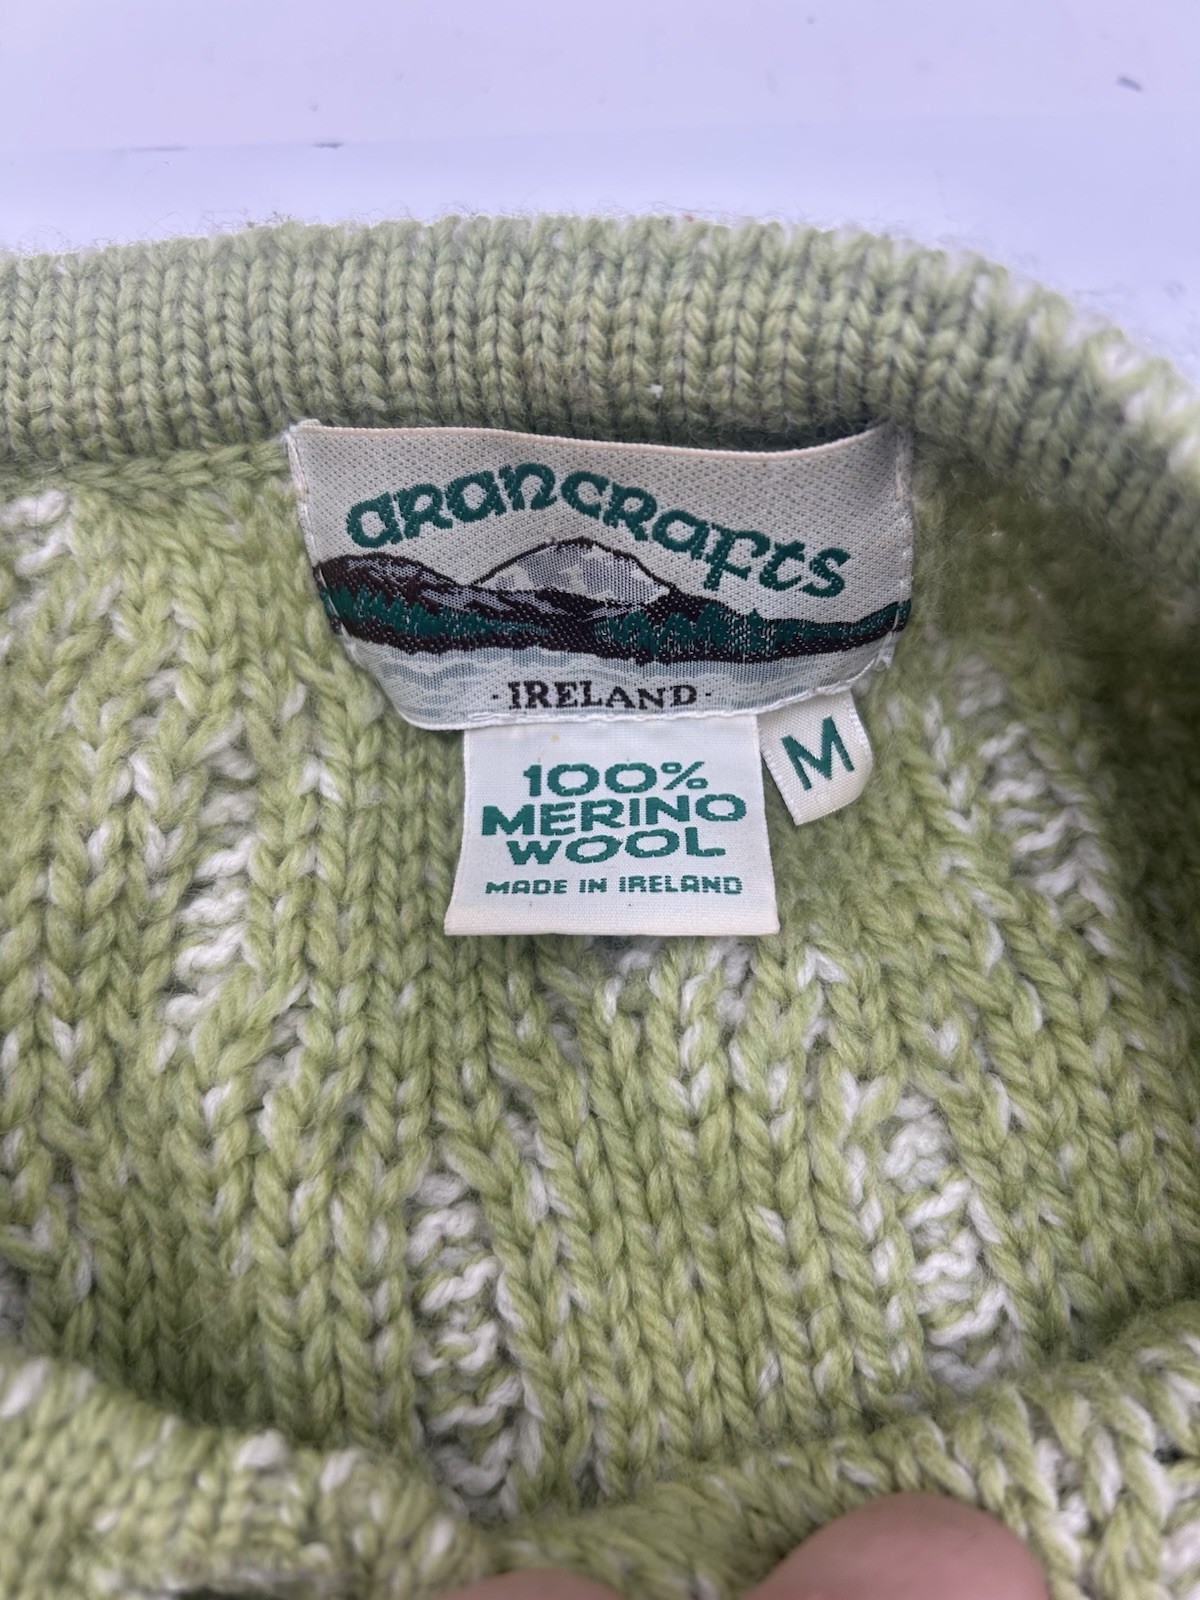 arancrafts
·IRELAND·
M
100%
MERINO
WOOL
MADE IN IRELAND